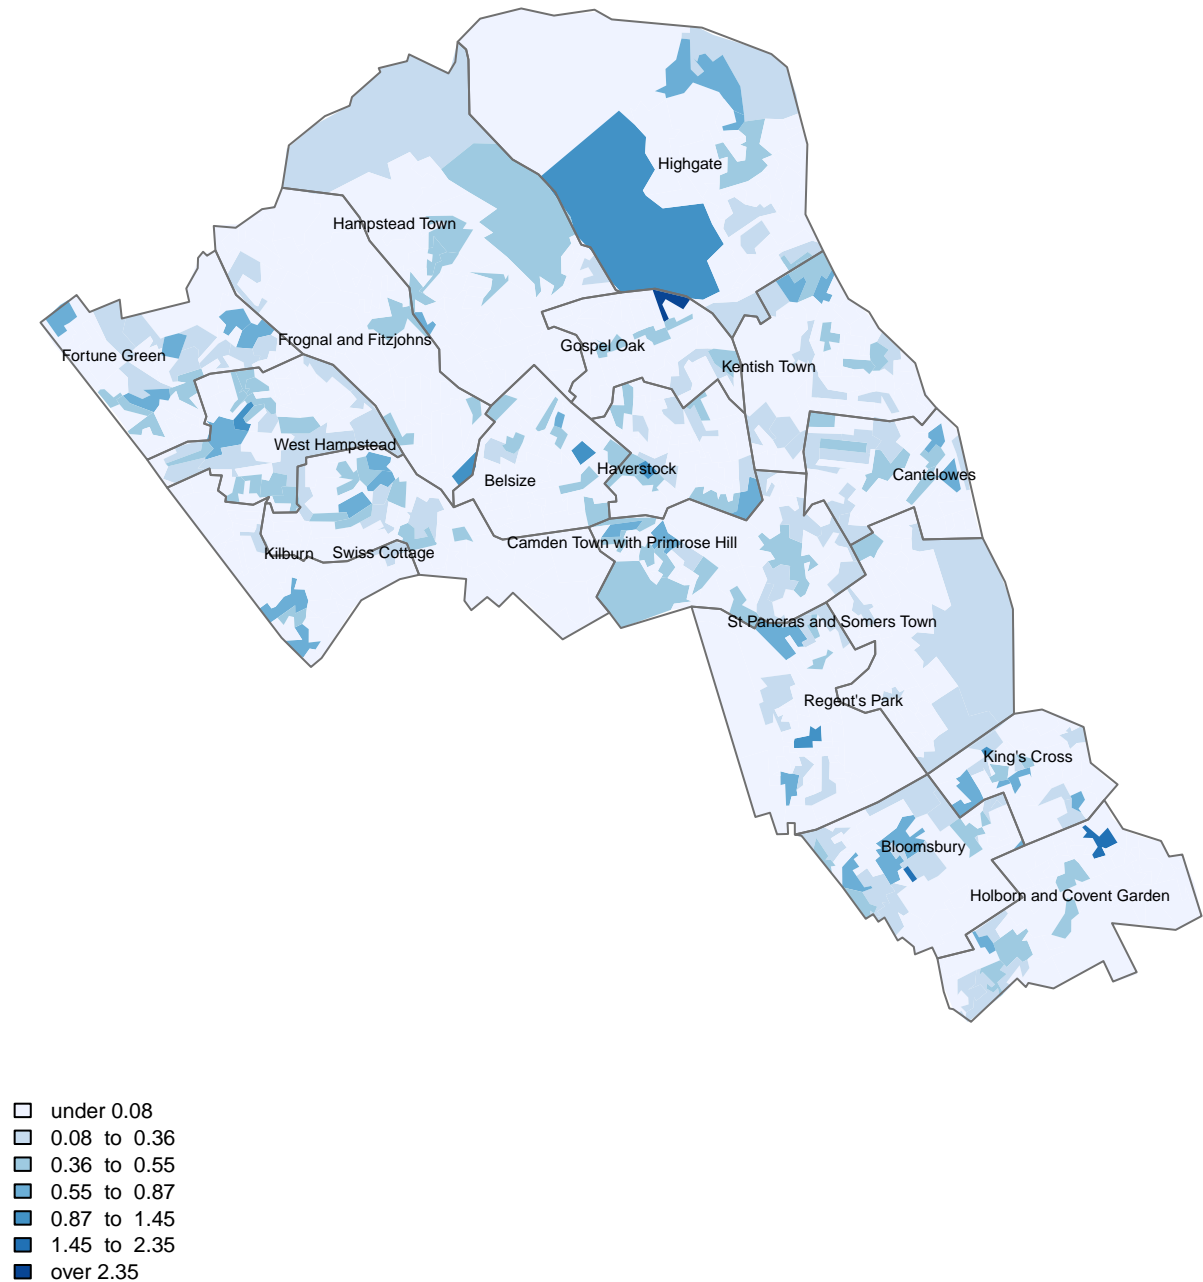 Highgate
Hampstead Town
Frognal and Fitzjohns
Gospel Oak
Fortune Green
Kentish Town
West Hampstead
Haverstock
Cantelowes
Belsize
Camden Town with Primrose Hill
Kilburn
Swiss Cottage
St Pancras and Somers Town
Regent's Park
King's Cross
Bloomsbury
Holborn and Covent Garden
under 0.08
0.08 to 0.36
0.36 to 0.55
0.55 to 0.87
0.87 to 1.45
1.45 to 2.35
over 2.35